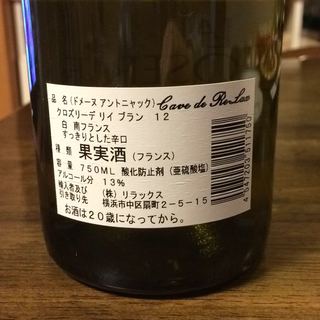 品 名 (ドメーヌ アントニャック) Cave de ReLax
クロズリーデ リイ ブラン 12
白 南フランス
すっきりとした辛口
種 類 果実酒 (フランス)
容 量 750ML 酸化防止剤 (亜硫酸塩)
アルコール分 13%
輸入者及び (株) リラックス
引き取り先 横浜市中区扇町2-5-15
お酒は20歳になってから。